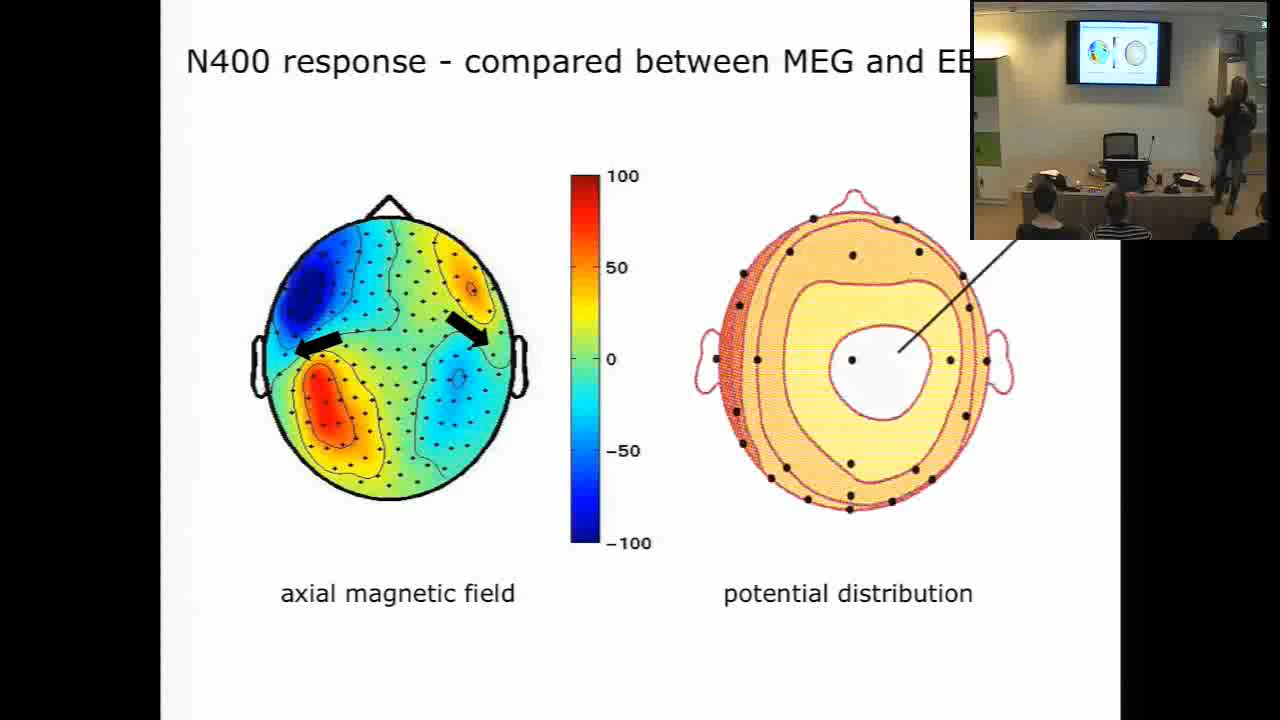 N400 response - compared between MEG and EE
100
50
0
−50
−100
axial magnetic field
potential distribution